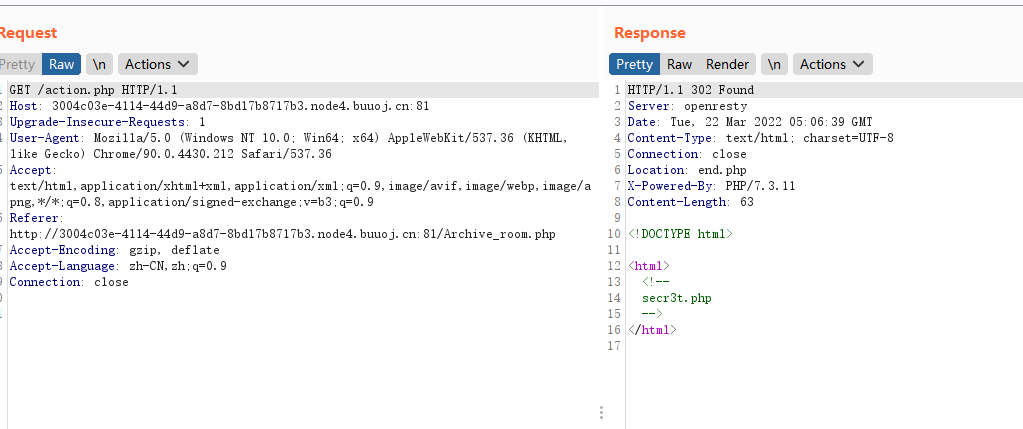 Request
Pretty Raw \n Actions
GET /action.php HTTP/1.1
2 Host: 3004c03e-4114-44d9-a8d7-8bd17b8717b3.node4.buuoj.cn:81
3 Upgrade-Insecure-Requests: 1
4 User-Agent: Mozilla/5.0 (Windows NT 10.0; Win64; x64) AppleWebKit/537.36 (KHTML,
like Gecko) Chrome/90.0.4430.212 Safari/537.36
5 Accept:
text/html,application/xhtml+xml,application/xml;q=0.9,image/avif,image/webp,image/a
png,*/*;q=0.8,application/signed-exchange;v=b3;q=0.9
6 Referer:
http://3004c03e-4114-44d9-a8d7-8bd17b8717b3.node4.buuoj.cn:81/Archive_room.php
Accept-Encoding: gzip, deflate
Accept-Language: zh-CN,zh;q=0.9
Connection: close
Response
Pretty Raw Render \n Actions
1 HTTP/1.1 302 Found
2 Server: openresty
3 Date: Tue, 22 Mar 2022 05:06:39 GMT
4 Content-Type: text/html; charset=UTF-8
5 Connection: close
6 Location: end.php
7 X-Powered-By: PHP/7.3.11
8 Content-Length: 63
9
10 <!DOCTYPE html>
11
12 <html>
13 <!--
14 secr3t.php
15 -->
16 </html>
17